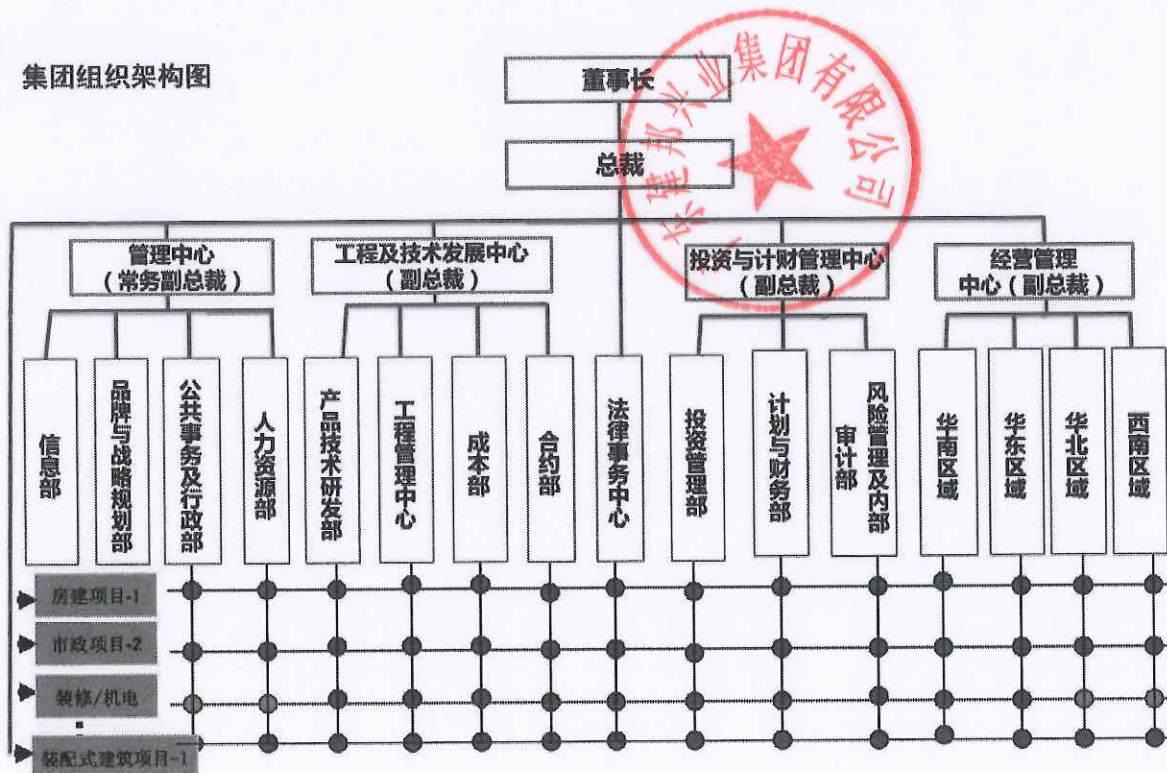 集团组织架构图
董事长
总裁
建邦兴业集团有限公司
管理中心
（常务副总裁）
工程及技术发展中心
（副总裁）
投资与计财管理中心
（副总裁）
经营管理
中心（副总裁）
信息部
品牌与战略规划部
公共事务及行政部
人力资源部
产品技术研发部
工程管理中心
成本部
合约部
法律事务中心
投资管理部
计划与财务部
风险管理及内部
审计部
华南区域
华东区域
华北区域
西南区域
房建项目-1
市政项目-2
装修/机电
装配式建筑项目-1